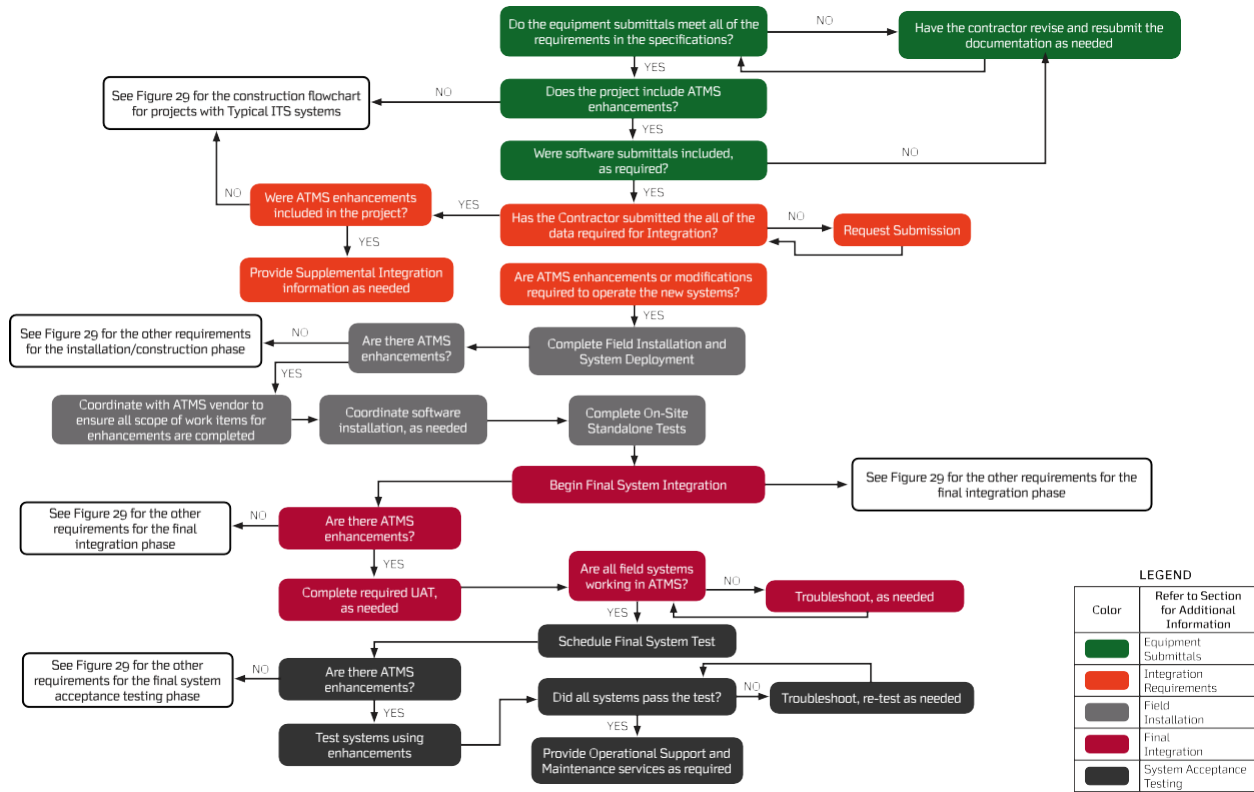 Do the equipment submittals meet all of the
requirements in the specifications?
NO
Have the contractor revise and resubmit the
documentation as needed
YES
See Figure 29 for the construction flowchart
for projects with Typical ITS systems
NO
Does the project include ATMS
enhancements?
YES
Were software submittals included,
as required?
NO
YES
NO
Were ATMS enhancements
included in the project?
YES
Has the Contractor submitted the all of the
data required for Integration?
NO
Request Submission
YES
Provide Supplemental Integration
information as needed
Are ATMS enhancements or modifications
required to operate the new systems?
YES
See Figure 29 for the other requirements
for the installation/construction phase
NO
Are there ATMS
enhancements?
Complete Field Installation and
System Deployment
YES
Coordinate with ATMS vendor to
ensure all scope of work items for
enhancements are completed
Coordinate software
installation, as needed
Complete On-Site
Standalone Tests
Begin Final System Integration
See Figure 29 for the other requirements for the
final integration phase
See Figure 29 for the other
requirements for the final
integration phase
NO
Are there ATMS
enhancements?
YES
Complete required UAT,
as needed
Are all field systems
working in ATMS?
NO
Troubleshoot, as needed
YES
Schedule Final System Test
See Figure 29 for the other
requirements for the final system
acceptance testing phase
NO
Are there ATMS
enhancements?
YES
Did all systems pass the test?
NO
Troubleshoot, re-test as needed
Test systems using
enhancements
YES
Provide Operational Support and
Maintenance services as required
LEGEND
Color
Refer to Section
for Additional
Information
Equipment
Submittals
Integration
Requirements
Field
Installation
Final
Integration
System Acceptance
Testing